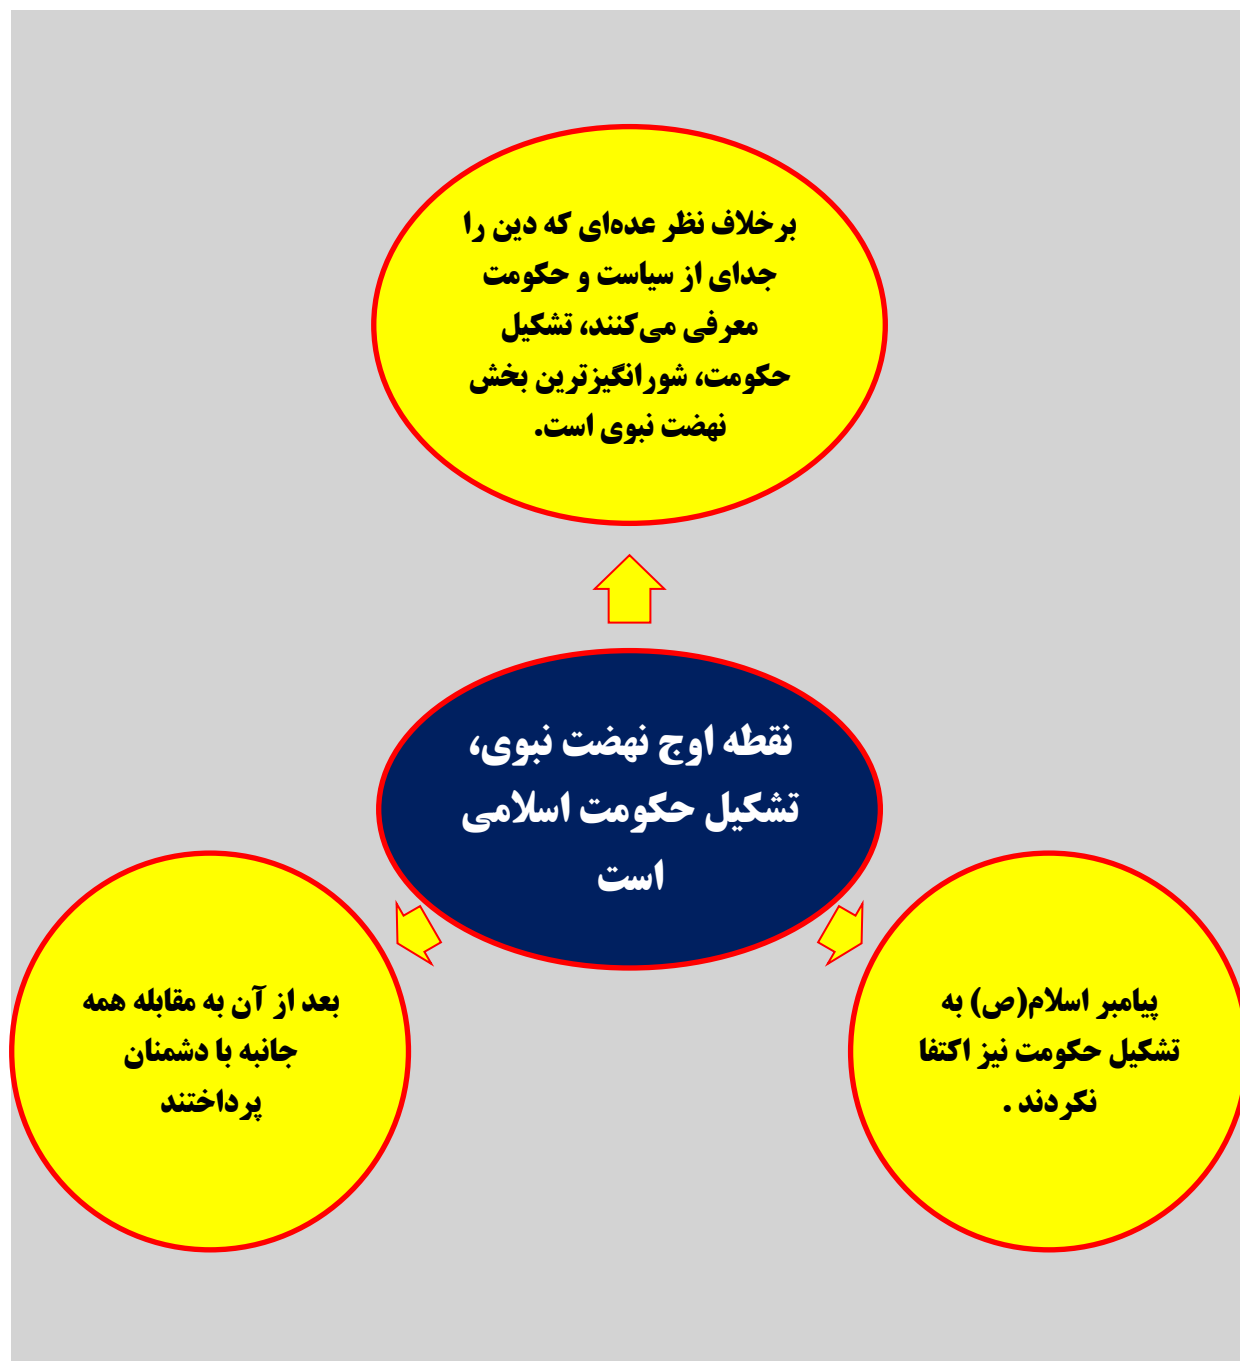 برخلاف نظر عده‌ای که دین را
جدای از سیاست و حکومت
معرفی می‌کنند، تشکیل
حکومت، شورانگیزترین بخش
نهضت نبوی است.
نقطه اوج نهضت نبوی،
تشکیل حکومت اسلامی
است
پیامبر اسلام(ص) به
تشکیل حکومت نیز اکتفا
نکردند .
بعد از آن به مقابله همه
جانبه با دشمنان
پرداختند